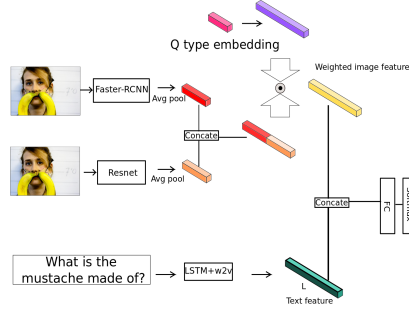 Q type embedding
Weighted image feature
Faster-RCNN
Avg pool
Concate
Resnet
Avg pool
Concate
FC
What is the
mustache made of?
LSTM+w2v
L
Text feature